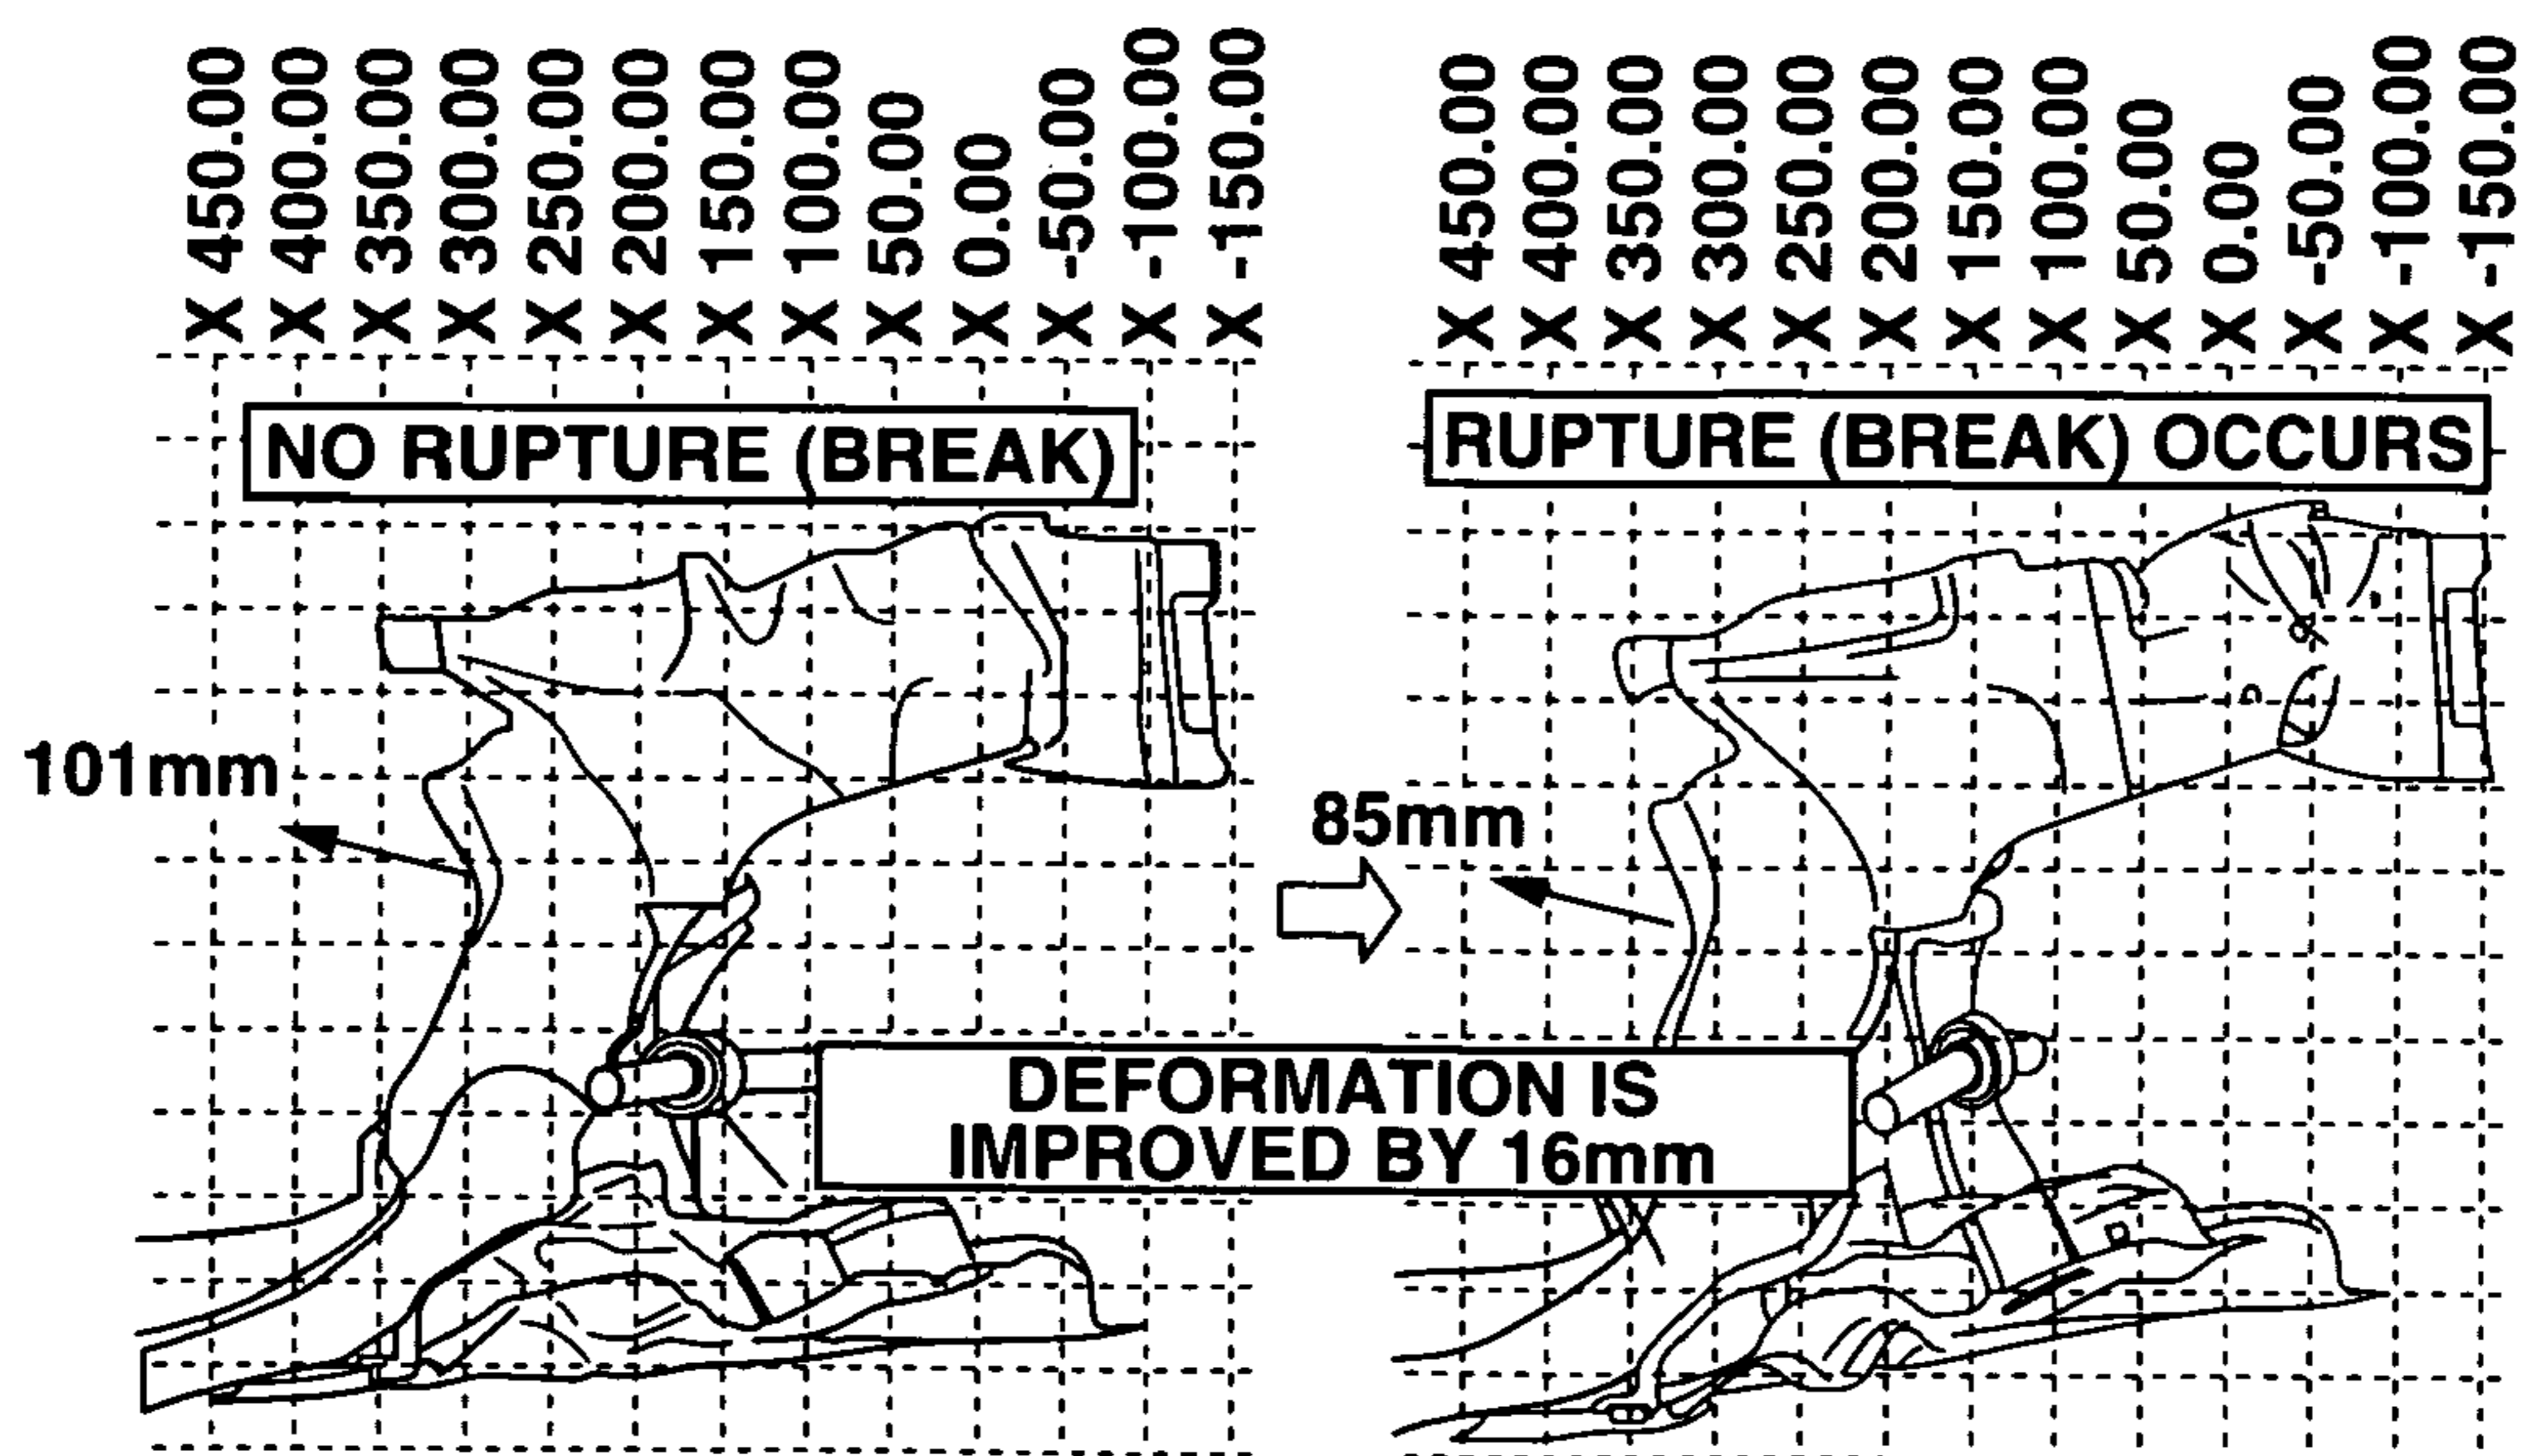 X 450.00
X 400.00
X 350.00
X 300.00
X 250.00
X 200.00
X 150.00
X 100.00
X 50.00
X 0.00
X -50.00
X -100.00
X -150.00
NO RUPTURE (BREAK)
101mm
X 450.00
X 400.00
X 350.00
X 300.00
X 250.00
X 200.00
X 150.00
X 100.00
X 50.00
X 0.00
X -50.00
X -100.00
X -150.00
RUPTURE (BREAK) OCCURS
85mm
DEFORMATION IS
IMPROVED BY 16mm